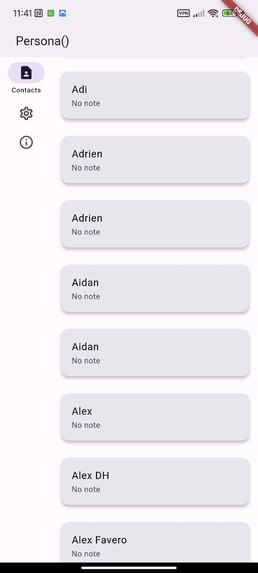 11:41
VPN
DEBUG
Persona()
Contacts
Adi
No note
Adrien
No note
Adrien
No note
Aidan
No note
Aidan
No note
Alex
No note
Alex DH
No note
Alex Favero
No note